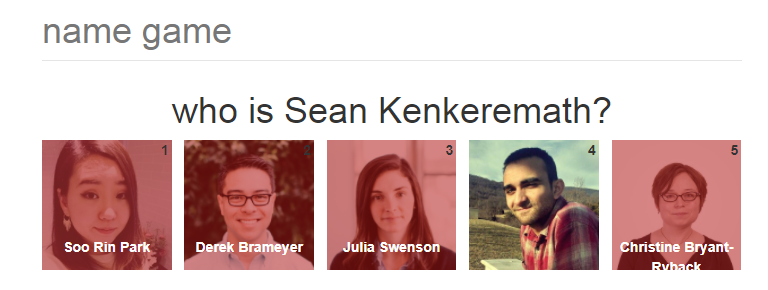 name game
who is Sean Kenkeremath?
1
3
4
5
Soo Rin Park
Derek Brameyer
Julia Swenson
Christine Bryant-
Ryback